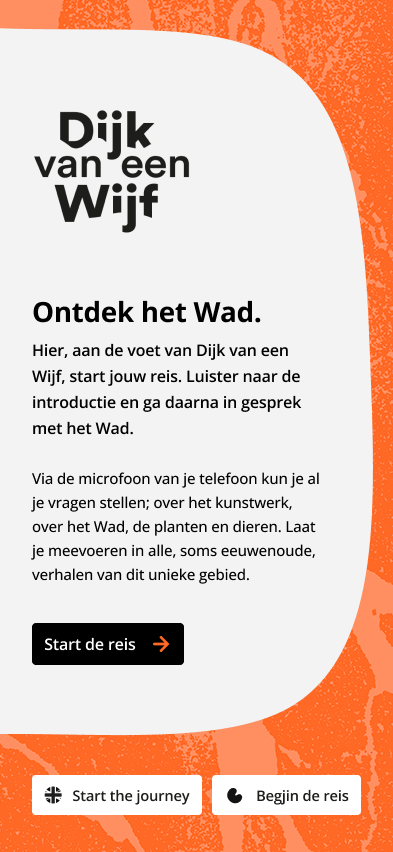 Dijk
van een
Wijf
Ontdek het Wad.
Hier, aan de voet van Dijk van een
Wijf, start jouw reis. Luister naar de
introductie en ga daarna in gesprek
met het Wad.
Via de microfoon van je telefoon kun je al
je vragen stellen; over het kunstwerk,
over het Wad, de planten en dieren. Laat
je meevoeren in alle, soms eeuwenoude,
verhalen van dit unieke gebied.
Start de reis
Start the journey
Begjin de reis